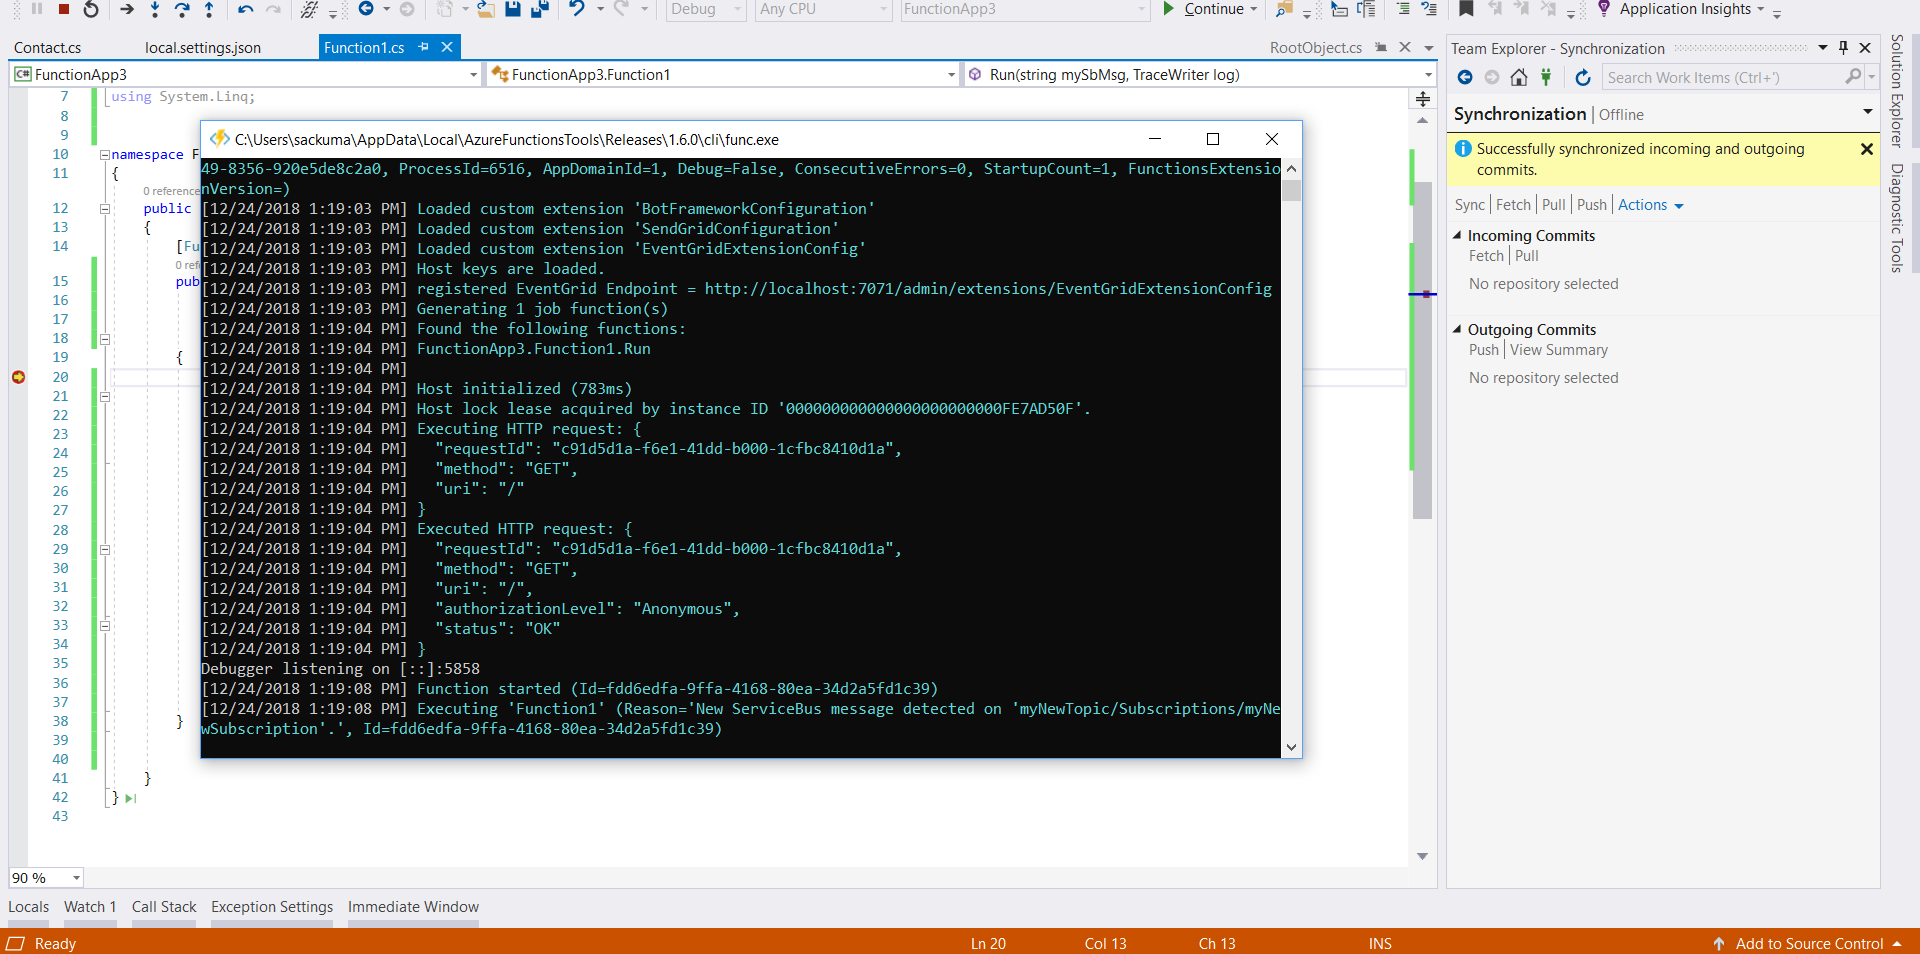 Debug Any CPU FunctionApp3 Continue Application Insights
Contact.cs local.settings.json Function1.cs RootObject.cs
C# FunctionApp3 FunctionApp3.Function1 Run(string mySbMsg, TraceWriter log)
7 using System.Linq;
8
9
10 namespace F
11 {
0 reference
12 public
13 {
14 [Fu
0 ref
15 pub
16
17
18
19 {
20
21
22
23
24
25
26
27
28
29
30
31
32
33
34
35
36
37
38 }
39
40
41 }
42 }
43
C:\Users\sackuma\AppData\Local\AzureFunctionsTools\Releases\1.6.0\cli\func.exe
49-8356-920e5de8c2a0, ProcessId=6516, AppDomainId=1, Debug=False, ConsecutiveErrors=0, StartupCount=1, FunctionsExtensio
nVersion=)
[12/24/2018 1:19:03 PM] Loaded custom extension 'BotFrameworkConfiguration'
[12/24/2018 1:19:03 PM] Loaded custom extension 'SendGridConfiguration'
[12/24/2018 1:19:03 PM] Loaded custom extension 'EventGridExtensionConfig'
[12/24/2018 1:19:03 PM] Host keys are loaded.
[12/24/2018 1:19:03 PM] registered EventGrid Endpoint = http://localhost:7071/admin/extensions/EventGridExtensionConfig
[12/24/2018 1:19:03 PM] Generating 1 job function(s)
[12/24/2018 1:19:04 PM] Found the following functions:
[12/24/2018 1:19:04 PM] FunctionApp3.Function1.Run
[12/24/2018 1:19:04 PM]
[12/24/2018 1:19:04 PM] Host initialized (783ms)
[12/24/2018 1:19:04 PM] Host lock lease acquired by instance ID '000000000000000000000000FE7AD50F'.
[12/24/2018 1:19:04 PM] Executing HTTP request: {
[12/24/2018 1:19:04 PM] "requestId": "c91d5d1a-f6e1-41dd-b000-1cfbc8410d1a",
[12/24/2018 1:19:04 PM] "method": "GET",
[12/24/2018 1:19:04 PM] "uri": "/"
[12/24/2018 1:19:04 PM] }
[12/24/2018 1:19:04 PM] Executed HTTP request: {
[12/24/2018 1:19:04 PM] "requestId": "c91d5d1a-f6e1-41dd-b000-1cfbc8410d1a",
[12/24/2018 1:19:04 PM] "method": "GET",
[12/24/2018 1:19:04 PM] "uri": "/",
[12/24/2018 1:19:04 PM] "authorizationLevel": "Anonymous",
[12/24/2018 1:19:04 PM] "status": "OK"
[12/24/2018 1:19:04 PM] }
Debugger listening on [::]:5858
[12/24/2018 1:19:08 PM] Function started (Id=fdd6edfa-9ffa-4168-80ea-34d2a5fd1c39)
[12/24/2018 1:19:08 PM] Executing 'Function1' (Reason='New ServiceBus message detected on 'myNewTopic/Subscriptions/myNe
wSubscription'.', Id=fdd6edfa-9ffa-4168-80ea-34d2a5fd1c39)
Team Explorer - Synchronization
Search Work Items (Ctrl+')
Synchronization | Offline
Successfully synchronized incoming and outgoing
commits.
Sync | Fetch | Pull | Push | Actions
Incoming Commits
Fetch | Pull
No repository selected
Outgoing Commits
Push | View Summary
No repository selected
Solution Explorer
Diagnostic Tools
90 %
Locals Watch 1 Call Stack Exception Settings Immediate Window
Ready Ln 20 Col 13 Ch 13 INS Add to Source Control